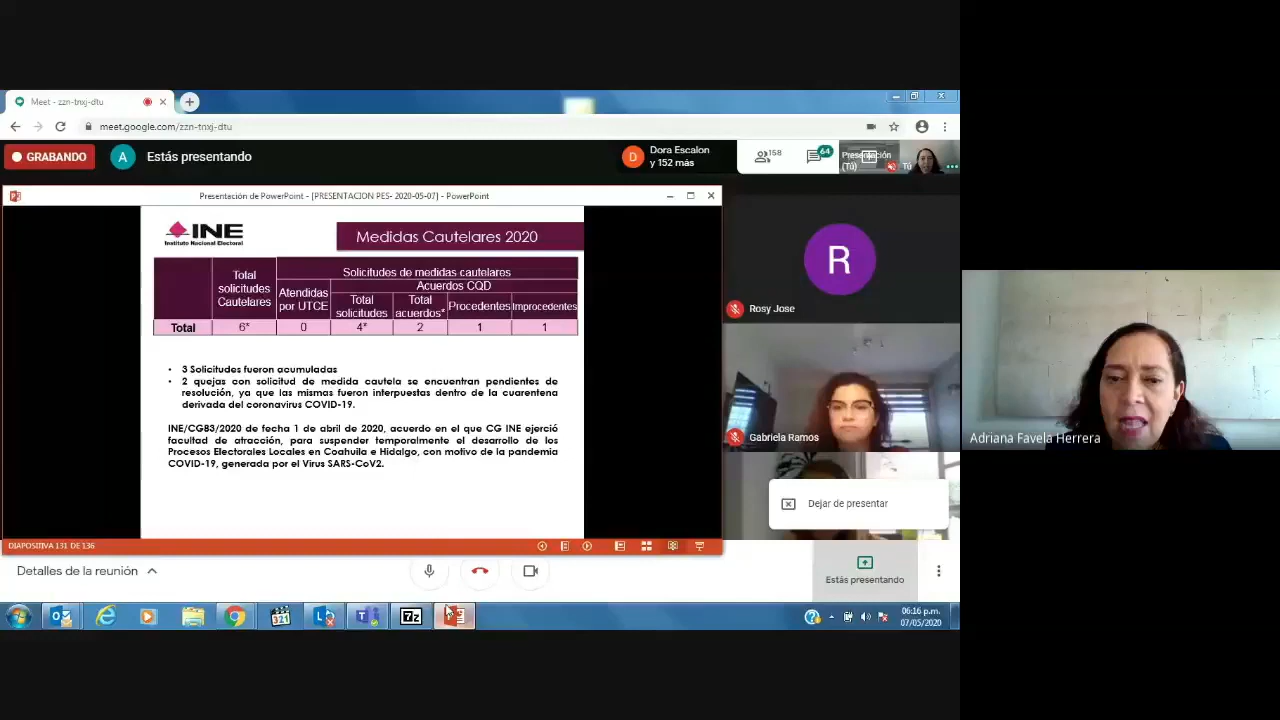 Meet - zzn-tnxj-dtu
meet.google.com/zzn-tnxj-dtu
GRABANDO
A
Estás presentando
D
Dora Escalon
y 152 más
158
64
Presentación
(Tú)
Tú
Presentación de PowerPoint - [PRESENTACION PES- 2020-05-07] - PowerPoint
INE
Instituto Nacional Electoral
Medidas Cautelares 2020
Total solicitudes Cautelares
Solicitudes de medidas cautelares
Atendidas por UTCE
Acuerdos CQD
Total solicitudes
Total acuerdos*
Procedentes
Improcedentes
Total 6* 0 4* 2 1 1
• 3 Solicitudes fueron acumuladas
• 2 quejas con solicitud de medida cautela se encuentran pendientes de
resolución, ya que las mismas fueron interpuestas dentro de la cuarentena
derivada del coronavirus COVID-19.
INE/CG83/2020 de fecha 1 de abril de 2020, acuerdo en el que CG INE ejerció
facultad de atracción, para suspender temporalmente el desarrollo de los
Procesos Electorales Locales en Coahuila e Hidalgo, con motivo de la pandemia
COVID-19, generada por el Virus SARS-CoV2.
R
Rosy Jose
Gabriela Ramos
Adriana Favela Herrera
Dejar de presentar
DIAPOSITIVA 131 DE 136
Detalles de la reunión
Estás presentando
321
7z
06:16 p.m.
07/05/2020